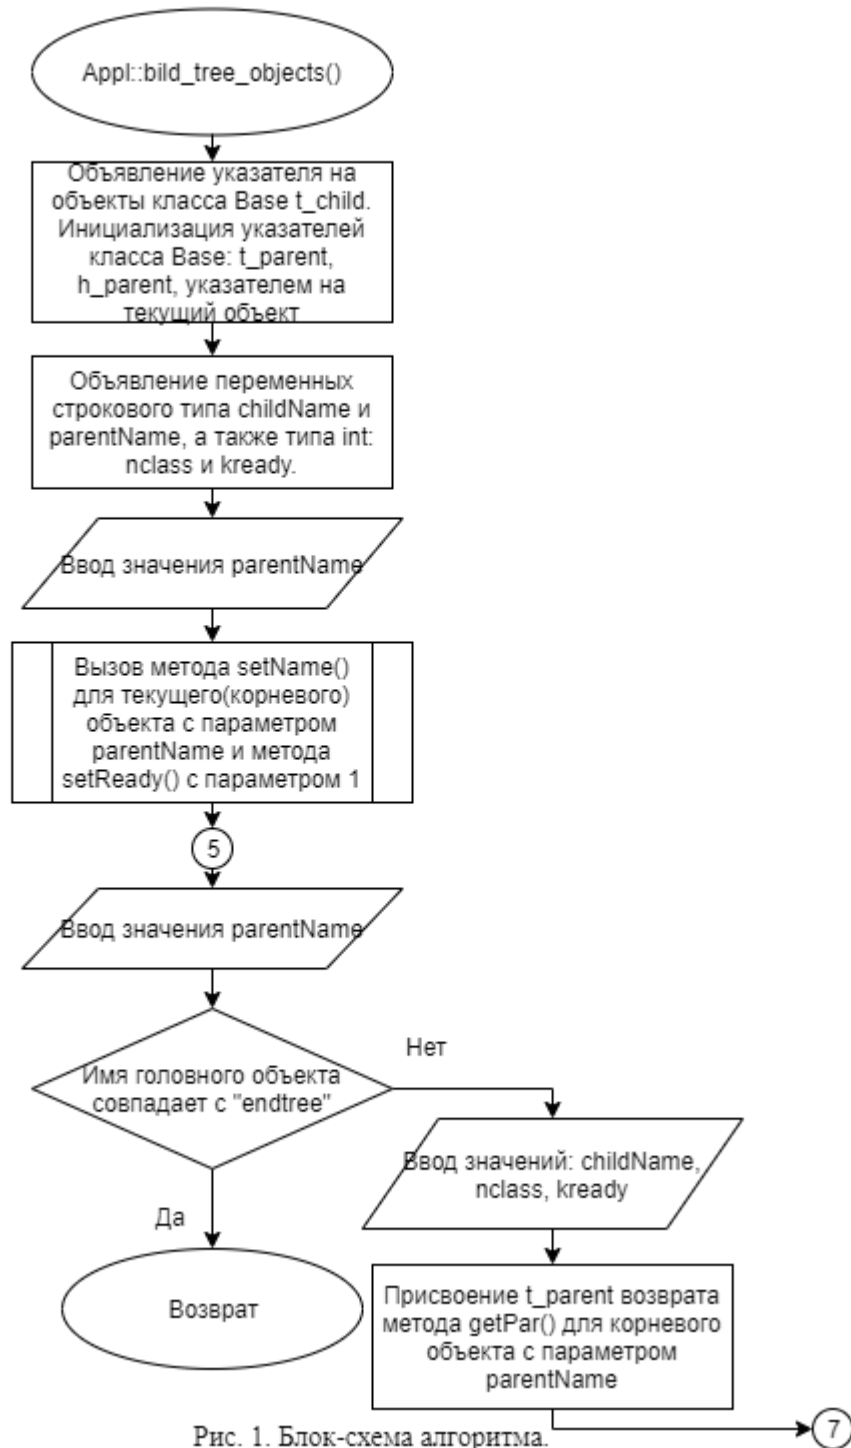 Appl::bild_tree_objects()
Объявление указателя на
объекты класса Base t_child.
Инициализация указателей
класса Base: t_parent,
h_parent, указателем на
текущий объект
Объявление переменных
строкового типа childName и
parentName, а также типа int:
nclass и kready.
Ввод значения parentName
Вызов метода setName()
для текущего(корневого)
объекта с параметром
parentName и метода
setReady() с параметром 1
5
Ввод значения parentName
Имя головного объекта
совпадает с "endtree"
Нет
Ввод значений: childName,
nclass, kready
Да
Возврат
Присвоение t_parent возврата
метода getPar() для корневого
объекта с параметром
parentName
7
Рис. 1. Блок-схема алгоритма.